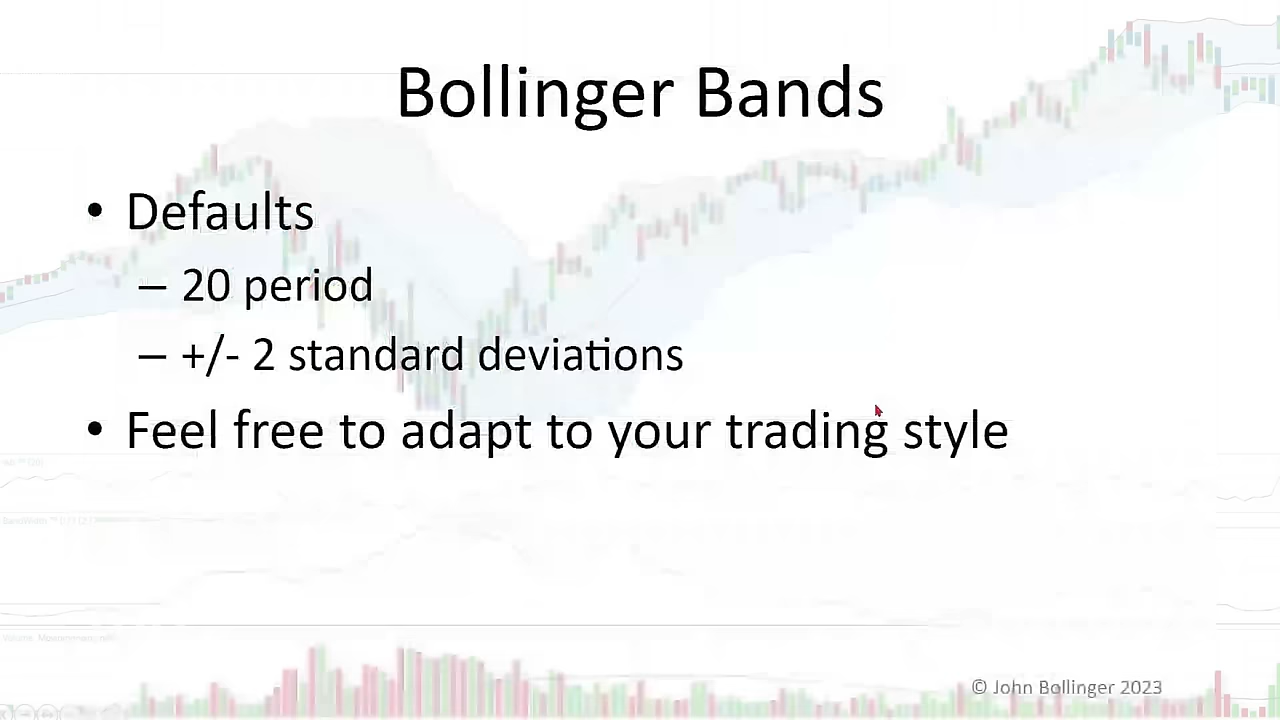 Bollinger Bands
• Defaults
– 20 period
– +/- 2 standard deviations
• Feel free to adapt to your trading style
© John Bollinger 2023